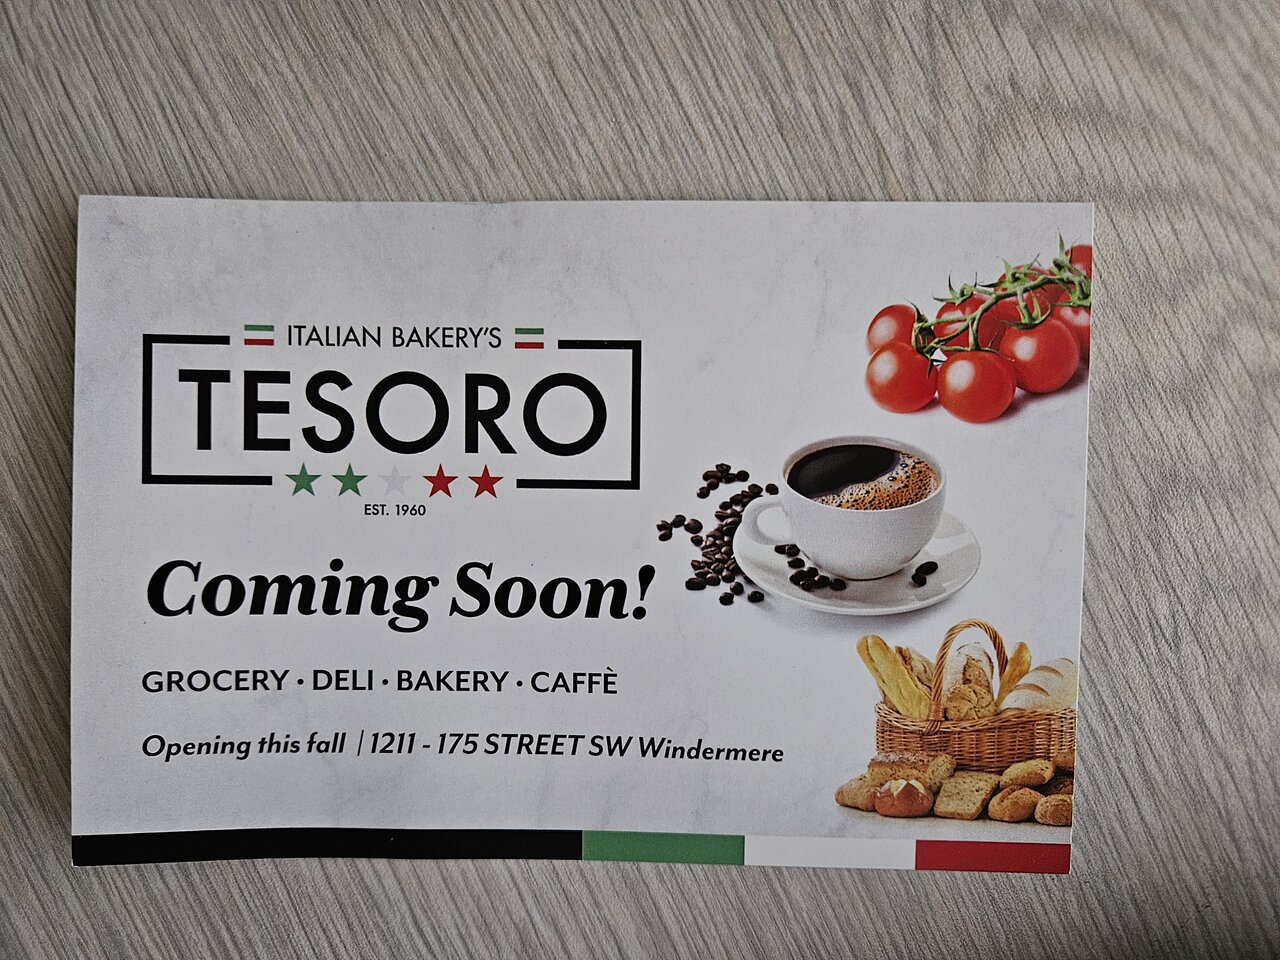 ITALIAN BAKERY'S
TESORO
EST. 1960
Coming Soon!
GROCERY · DELI · BAKERY · CAFFÈ
Opening this fall | 1211 - 175 STREET SW Windermere